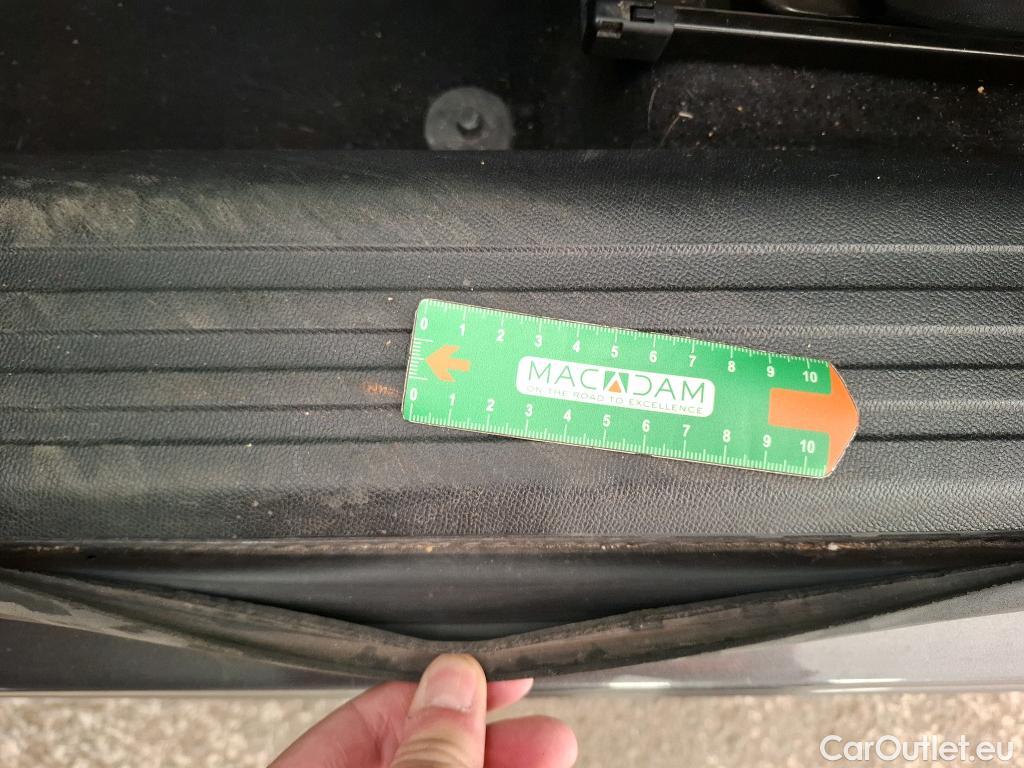 0 1 2 3 4 5 6 7 8 9 10
MACADAM
ON THE ROAD TO EXCELLENCE
0 1 2 3 4 5 6 7 8 9 10
CarOutlet.eu